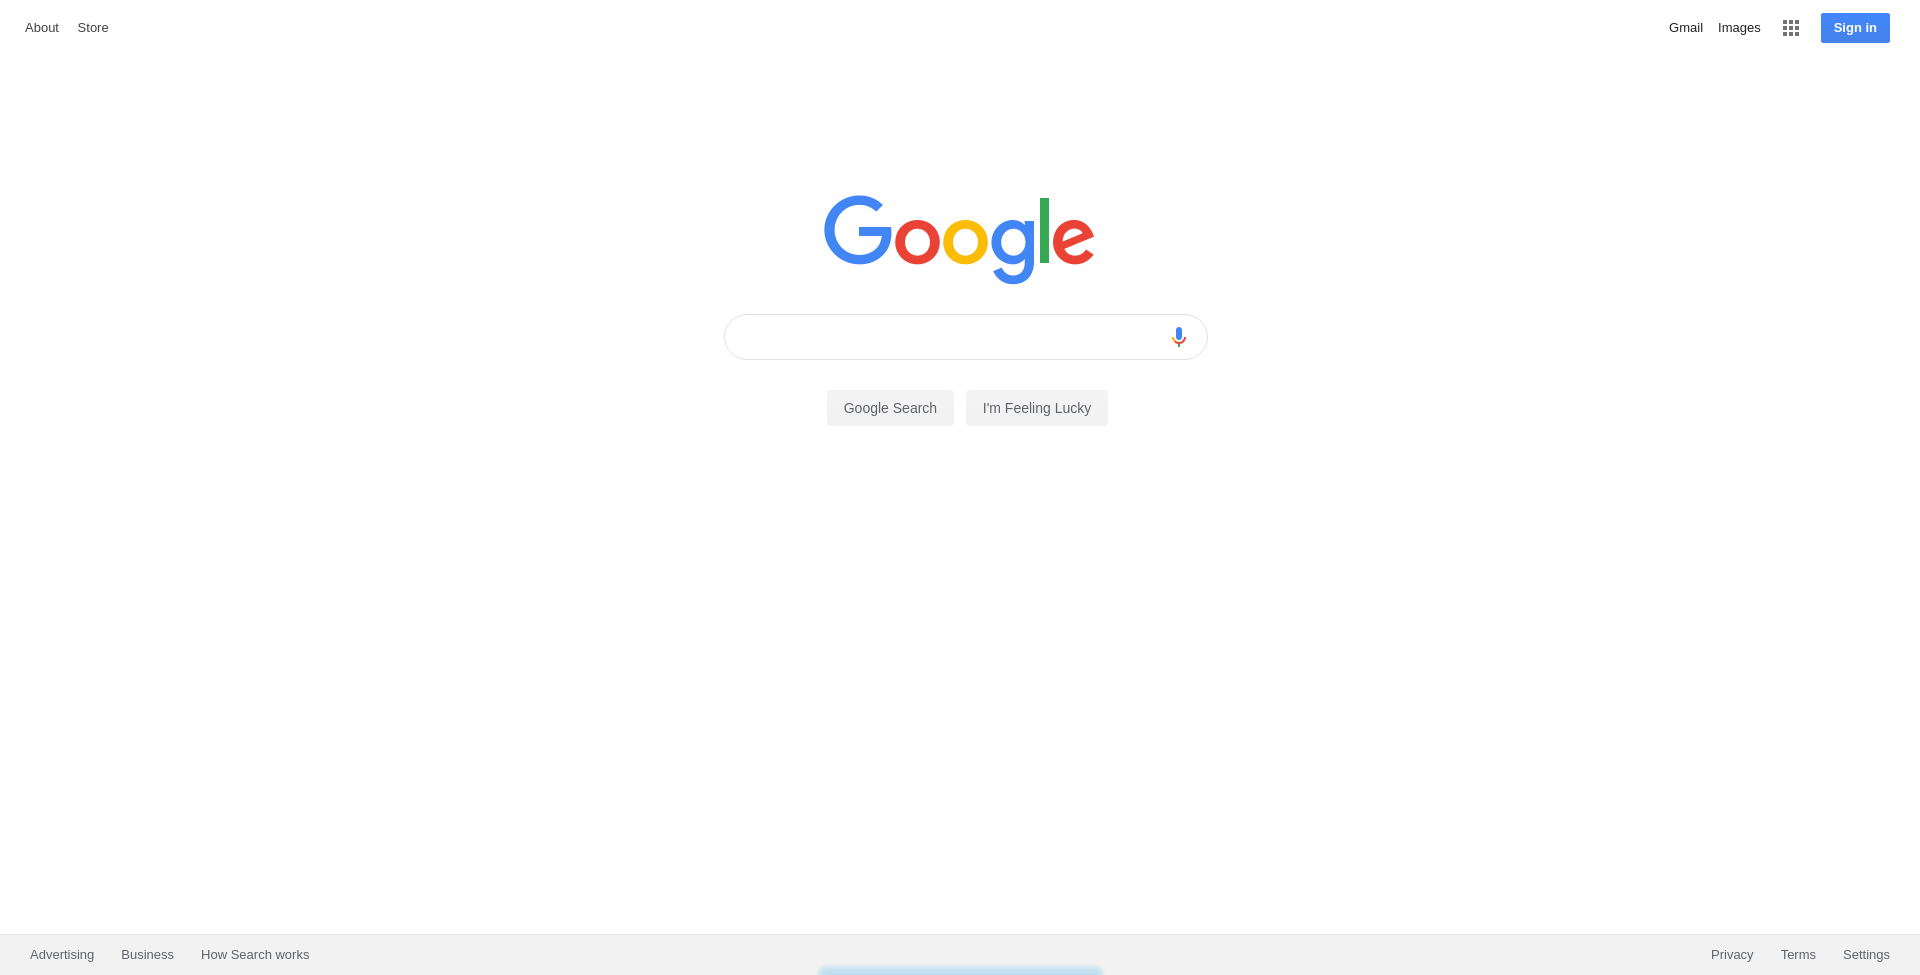 About Store Gmail Images Sign in
Google
Google Search I'm Feeling Lucky
Advertising Business How Search works Privacy Terms Settings